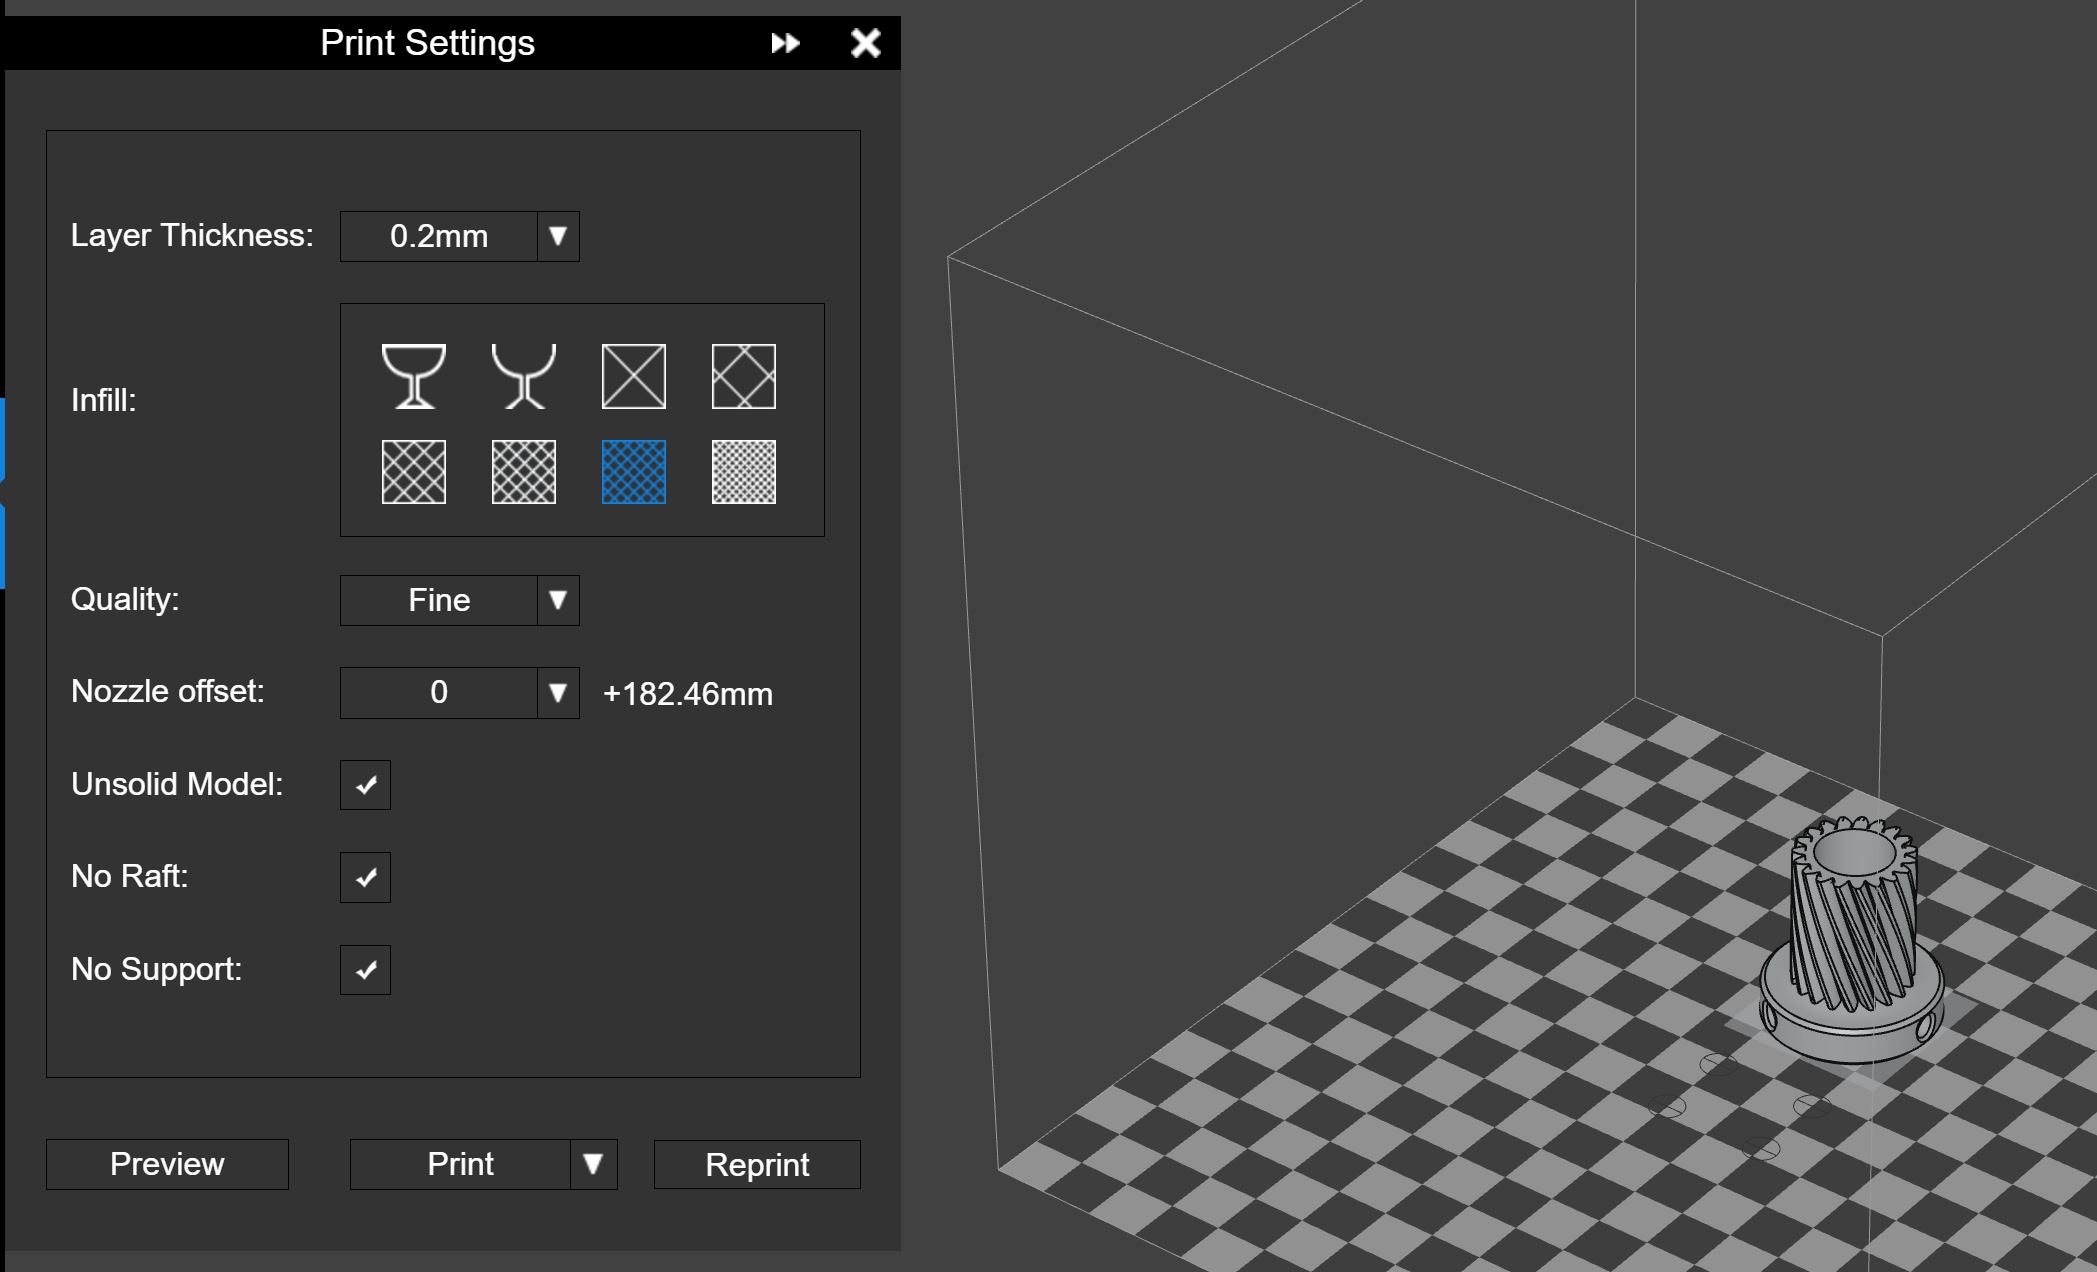 Print Settings
Layer Thickness: 0.2mm
Infill:
Quality: Fine
Nozzle offset: 0 +182.46mm
Unsolid Model:
No Raft:
No Support:
Preview Print Reprint